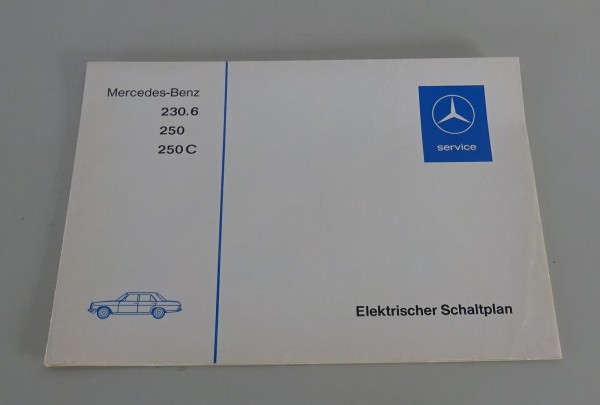 Mercedes-Benz
230.6
250
250 C
service
Elektrischer Schaltplan